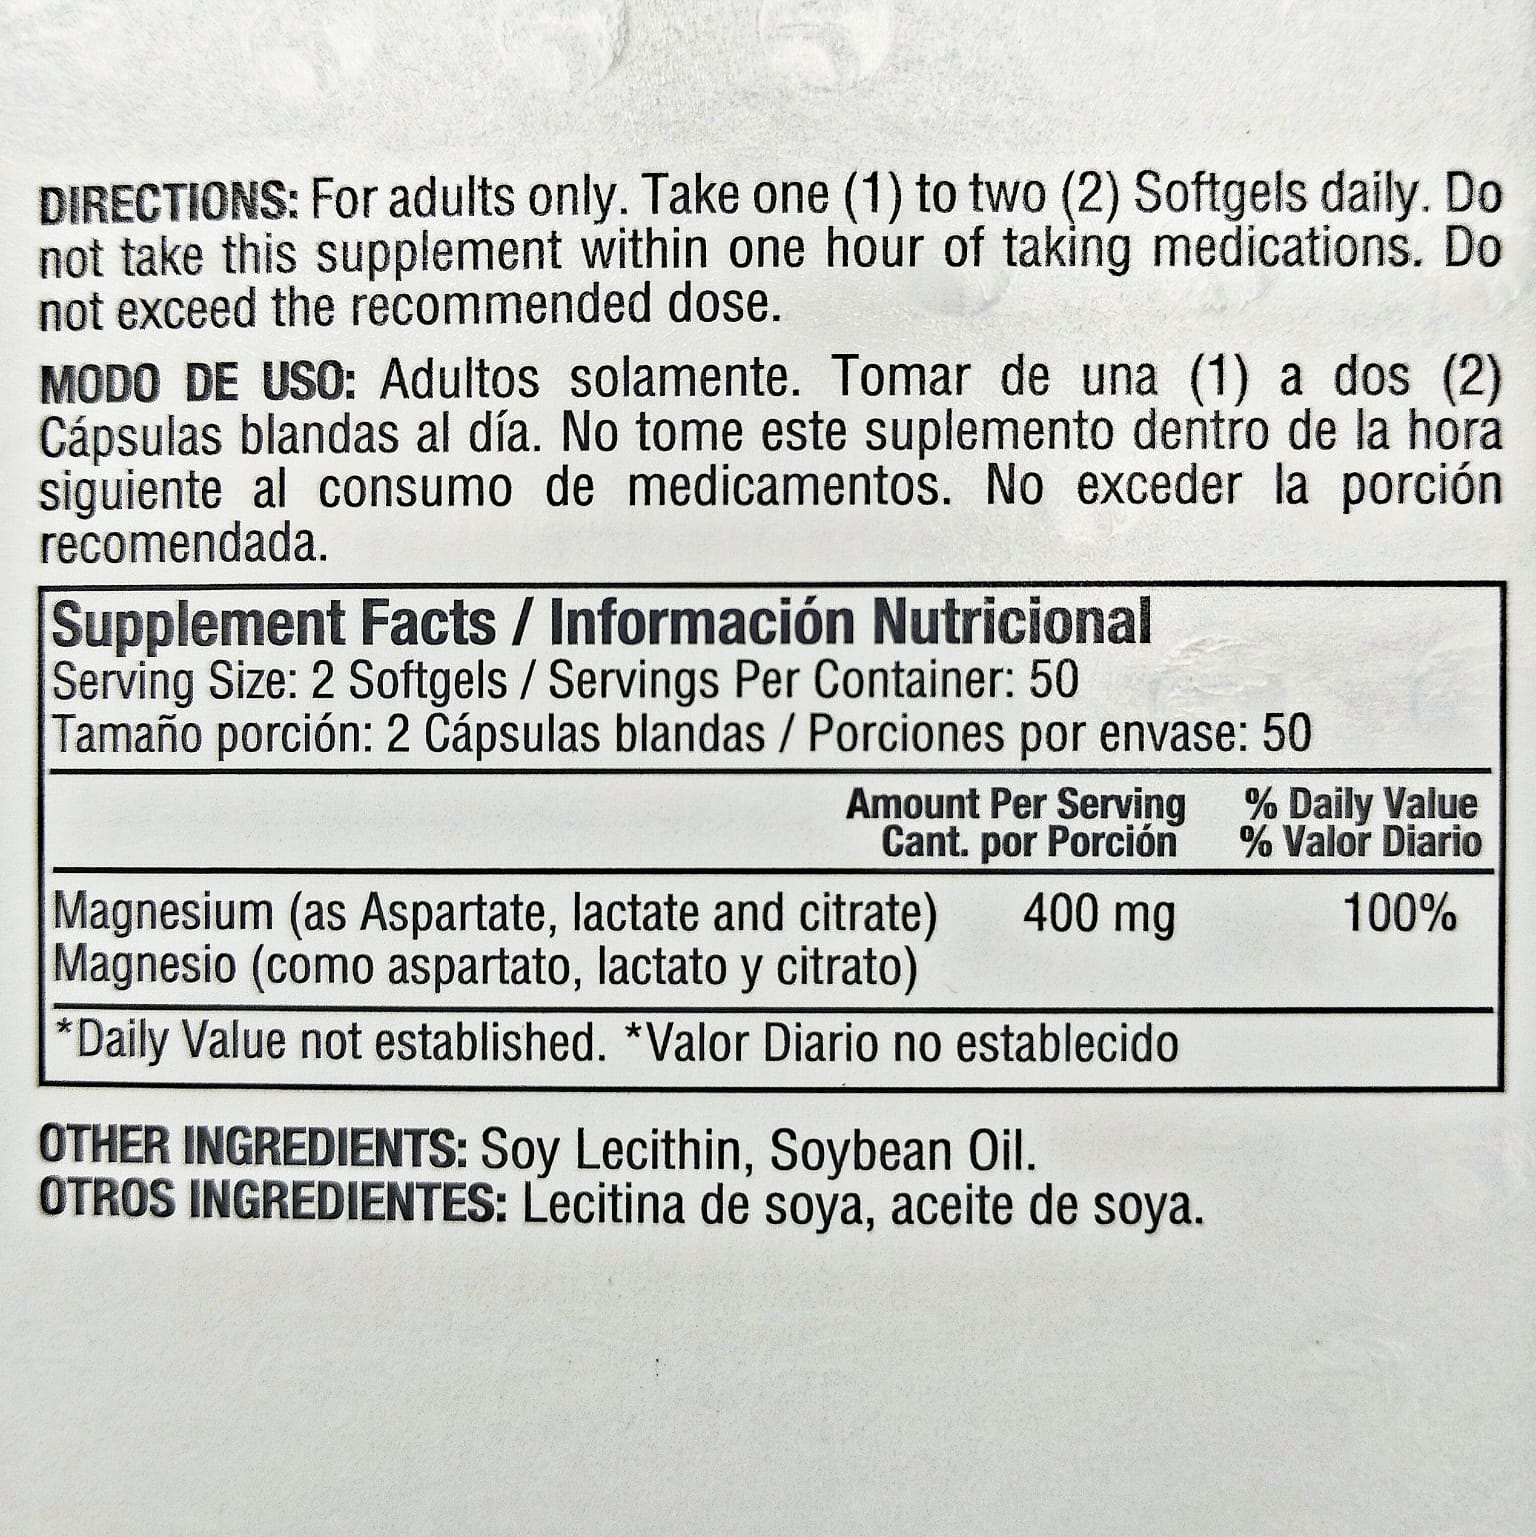 DIRECTIONS: For adults only. Take one (1) to two (2) Softgels daily. Do
not take this supplement within one hour of taking medications. Do
not exceed the recommended dose.
MODO DE USO: Adultos solamente. Tomar de una (1) a dos (2)
Cápsulas blandas al día. No tome este suplemento dentro de la hora
siguiente al consumo de medicamentos. No exceder la porción
recomendada.
Supplement Facts / Información Nutricional
Serving Size: 2 Softgels / Servings Per Container: 50
Tamaño porción: 2 Cápsulas blandas / Porciones por envase: 50
Amount Per Serving % Daily Value
Cant. por Porción % Valor Diario
Magnesium (as Aspartate, lactate and citrate) 400 mg 100%
Magnesio (como aspartato, lactato y citrato)
*Daily Value not established. *Valor Diario no establecido
OTHER INGREDIENTS: Soy Lecithin, Soybean Oil.
OTROS INGREDIENTES: Lecitina de soya, aceite de soya.